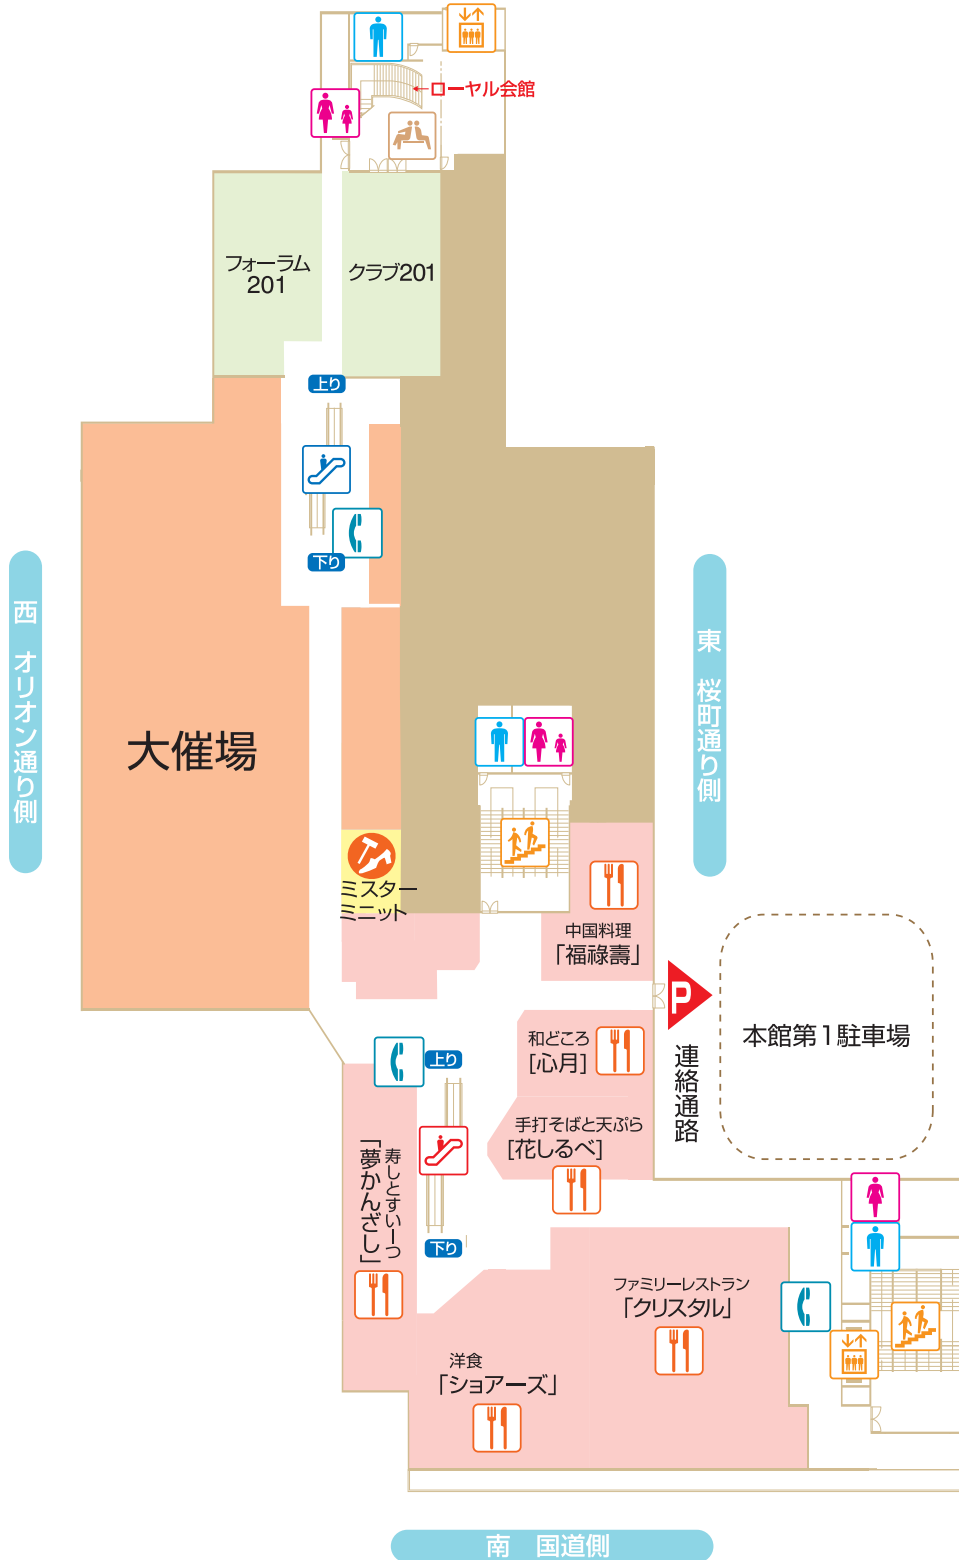 ローヤル会館
フォーラム
201
クラブ201
上り
下り
西 オリオン通り側
東 桜町通り側
大催場
ミスター
ミニット
中国料理
「福禄壽」
P
本館第1駐車場
連絡通路
和どころ
[心月]
上り
手打そばと天ぷら
[花しるべ]
寿しとすいーつ
「夢かんざし」
下り
ファミリーレストラン
「クリスタル」
洋食
「ショアーズ」
南 国道側